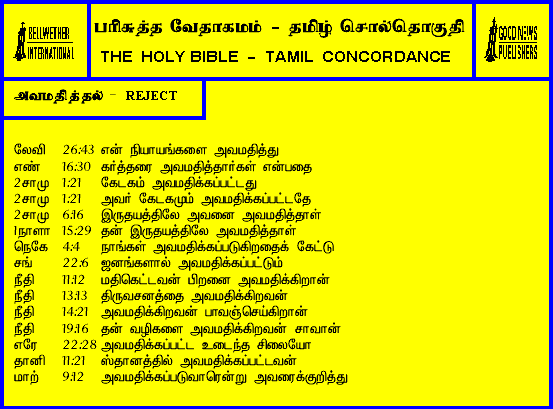 BELLWETHER
INTERNATIONAL
பரிசுத்த வேதாகமம் - தமிழ் சொல்தொகுதி
THE HOLY BIBLE - TAMIL CONCORDANCE
GOOD NEWS
PUBLISHERS
அவமதித்தல் - REJECT
லேவி 26:43 என் நியாயங்களை அவமதித்து
எண் 16:30 கர்த்தரை அவமதித்தார்கள் என்பதை
2சாமு 1:21 கேடகம் அவமதிக்கப்பட்டது
2சாமு 1:21 அவர் கேடகமும் அவமதிக்கப்பட்டதே
2சாமு 6:16 இருதயத்திலே அவனை அவமதித்தாள்
1நாளா 15:29 தன் இருதயத்திலே அவமதித்தாள்
நெகே 4:4 நாங்கள் அவமதிக்கப்படுகிறதைக் கேட்டு
சங் 22:6 ஜனங்களால் அவமதிக்கப்பட்டும்
நீதி 11:12 மதிகெட்டவன் பிறனை அவமதிக்கிறான்
நீதி 13:13 திருவசனத்தை அவமதிக்கிறவன்
நீதி 14:21 அவமதிக்கிறவன் பாவஞ்செய்கிறான்
நீதி 19:16 தன் வழிகளை அவமதிக்கிறவன் சாவான்
எரே 22:28 அவமதிக்கப்பட்ட உடைந்த சிலையோ
தானி 11:21 ஸ்தானத்தில் அவமதிக்கப்பட்டவன்
மாற் 9:12 அவமதிக்கப்படுவாரென்று அவரைக்குறித்து